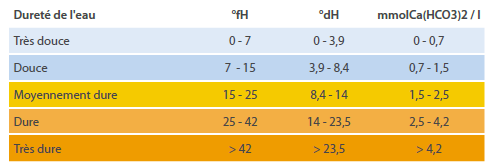 Dureté de l'eau °fH °dH mmolCa(HCO3)2 / l
Très douce 0 - 7 0 - 3,9 0 - 0,7
Douce 7 - 15 3,9 - 8,4 0,7 - 1,5
Moyennement dure 15 - 25 8,4 - 14 1,5 - 2,5
Dure 25 - 42 14 - 23,5 2,5 - 4,2
Très dure > 42 > 23,5 > 4,2